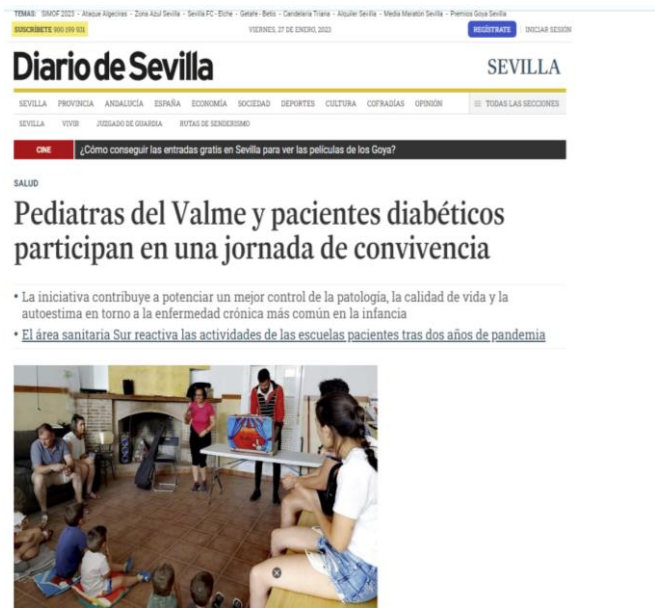 TEMAS: SIMOF 2023 - Ataque Algeciras - Zona Azul Sevilla - Sevilla FC - Elche - Getafe - Betis - Candelaria Triana - Alquiler Sevilla - Media Maratón Sevilla - Premios Goya Sevilla
SUSCRÍBETE 900 199 931 VIERNES, 27 DE ENERO, 2023 REGÍSTRATE INICIAR SESIÓN
Diario de Sevilla SEVILLA
SEVILLA PROVINCIA ANDALUCÍA ESPAÑA ECONOMÍA SOCIEDAD DEPORTES CULTURA COFRADÍAS OPINIÓN ≡ TODAS LAS SECCIONES
SEVILLA VIVIR JUZGADO DE GUARDIA RUTAS DE SENDERISMO
CINE ¿Cómo conseguir las entradas gratis en Sevilla para ver las películas de los Goya?
SALUD
Pediatras del Valme y pacientes diabéticos
participan en una jornada de convivencia
• La iniciativa contribuye a potenciar un mejor control de la patología, la calidad de vida y la
autoestima en torno a la enfermedad crónica más común en la infancia
• El área sanitaria Sur reactiva las actividades de las escuelas pacientes tras dos años de pandemia